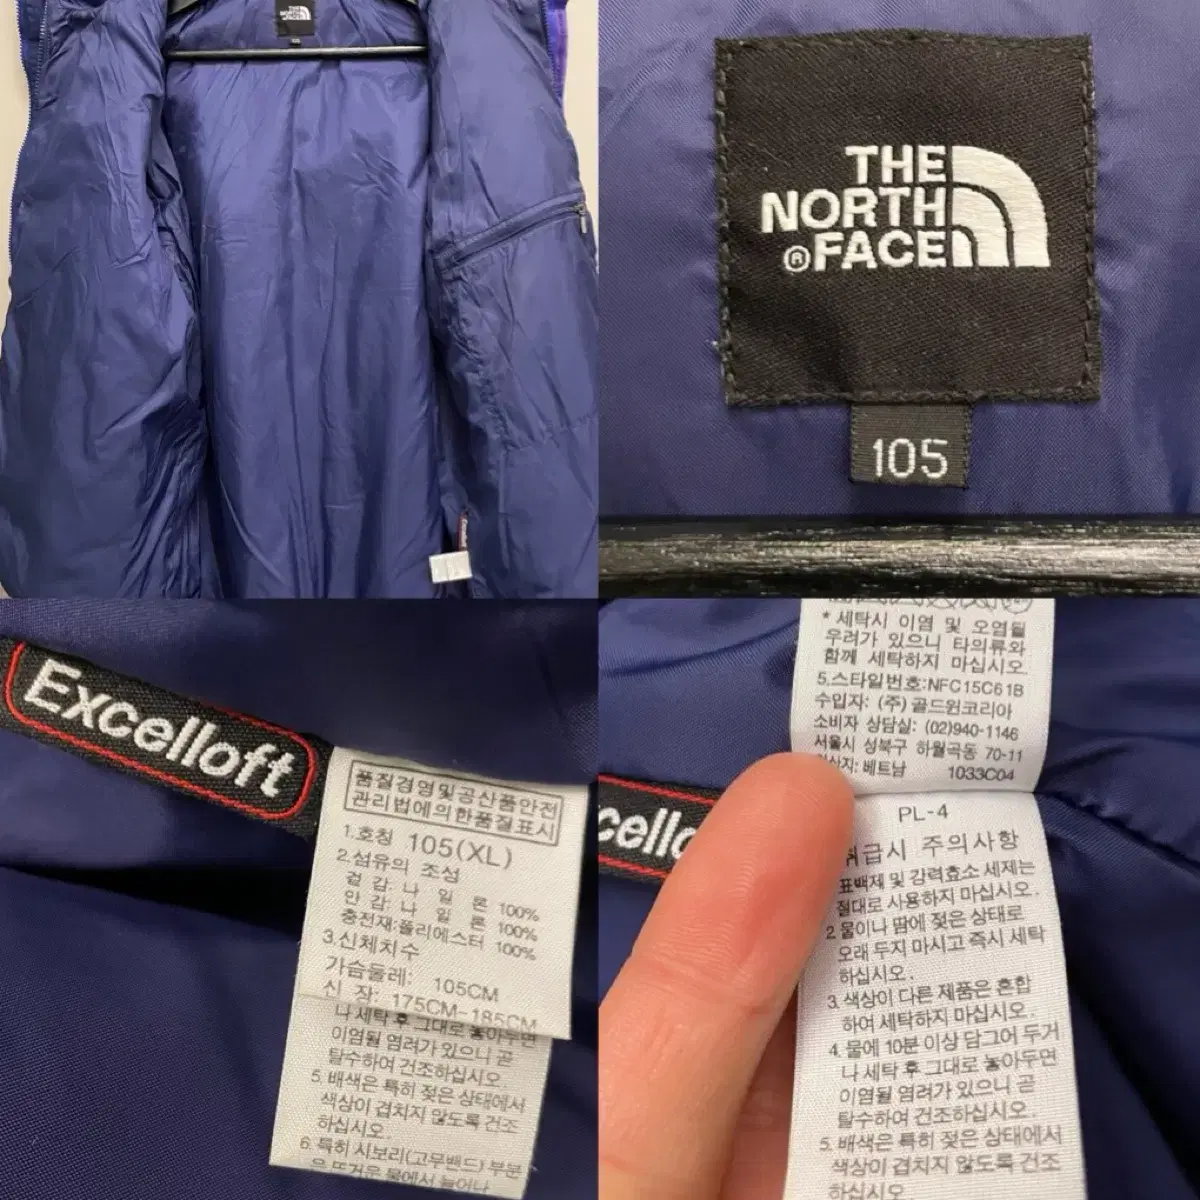 THE
NORTH
FACE
105
THE
NORTH
®FACE
105
Excelloft
품질경영및공산품안전
관리법에의한품질표시
1.호칭 105(XL)
2.섬유의 조성
겉 감:나 일 론 100%
안 감:나 일 론 100%
충전재:폴리에스터 100%
3.신체치수
가슴둘레: 105CM
신 장: 175CM-185CM
나 세탁 후 그대로 놓아두면
이염될 염려가 있으니 곧
탈수하여 건조하십시오.
5. 배색은 특히 젖은 상태에서
색상이 겹치지 않도록 건조
하십시오.
6. 특히 시보리(고무밴드) 부분
은 뜨거운 물에서 늘어나
* 세탁시 이염 및 오염될
우려가 있으니 타의류와
함께 세탁하지 마십시오
5.스타일번호:NFC15C61B
수입자: (주) 골드윈코리아
소비자 상담실: (02)940-1146
서울시 성북구 하월곡동 70-11
베트남 1033C04
PL-4
cello
취급시 주의사항
표백제 및 강력효소 세제는
절대로 사용하지 마십시오.
2. 물이나 땀에 젖은 상태로
오래 두지 마시고 즉시 세탁
하십시오.
3. 색상이 다른 제품은 혼합
하여 세탁하지 마십시오.
4. 물에 10분 이상 담그어 두거
나 세탁 후 그대로 놓아두면
이염될 염려가 있으니 곧
탈수하여 건조하십시오.
5. 배색은 특히 젖은 상태에서
색상이 겹치지 않도록 건조
하십시오.